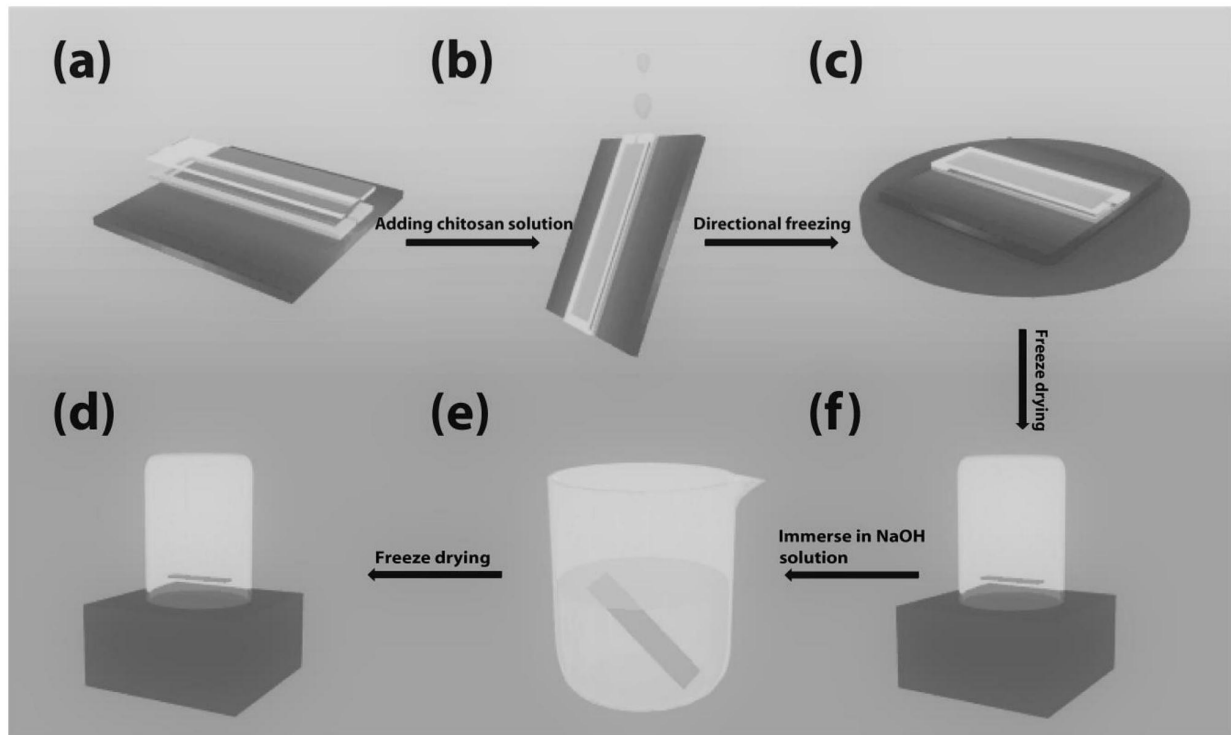 (a)
(b)
(c)
Adding chitosan solution
Directional freezing
Freeze drying
(d)
(e)
(f)
Freeze drying
Immerse in NaOH
solution